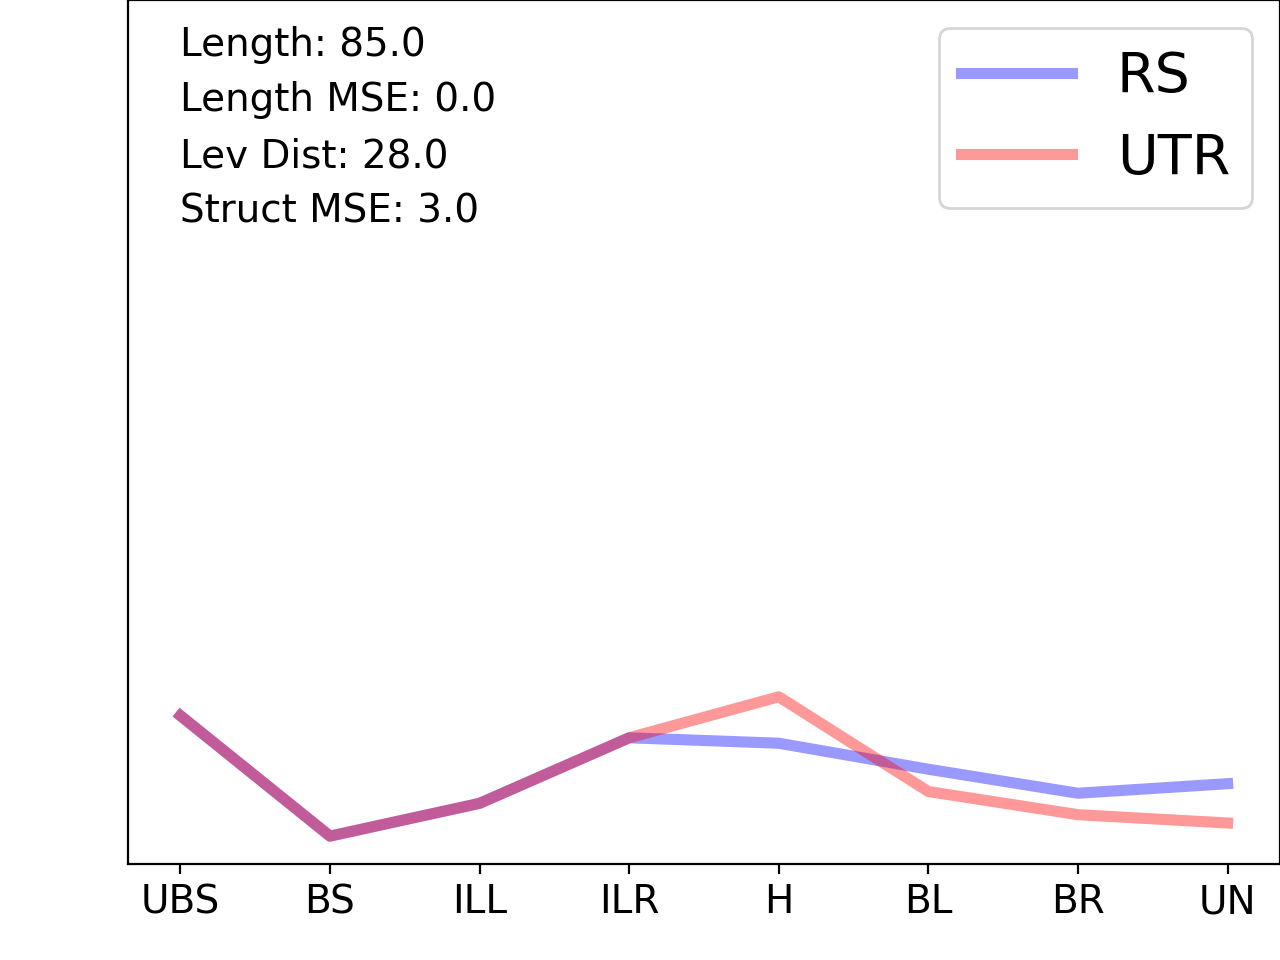 Length: 85.0
Length MSE: 0.0
Lev Dist: 28.0
Struct MSE: 3.0
RS
UTR
UBS BS ILL ILR H BL BR UN